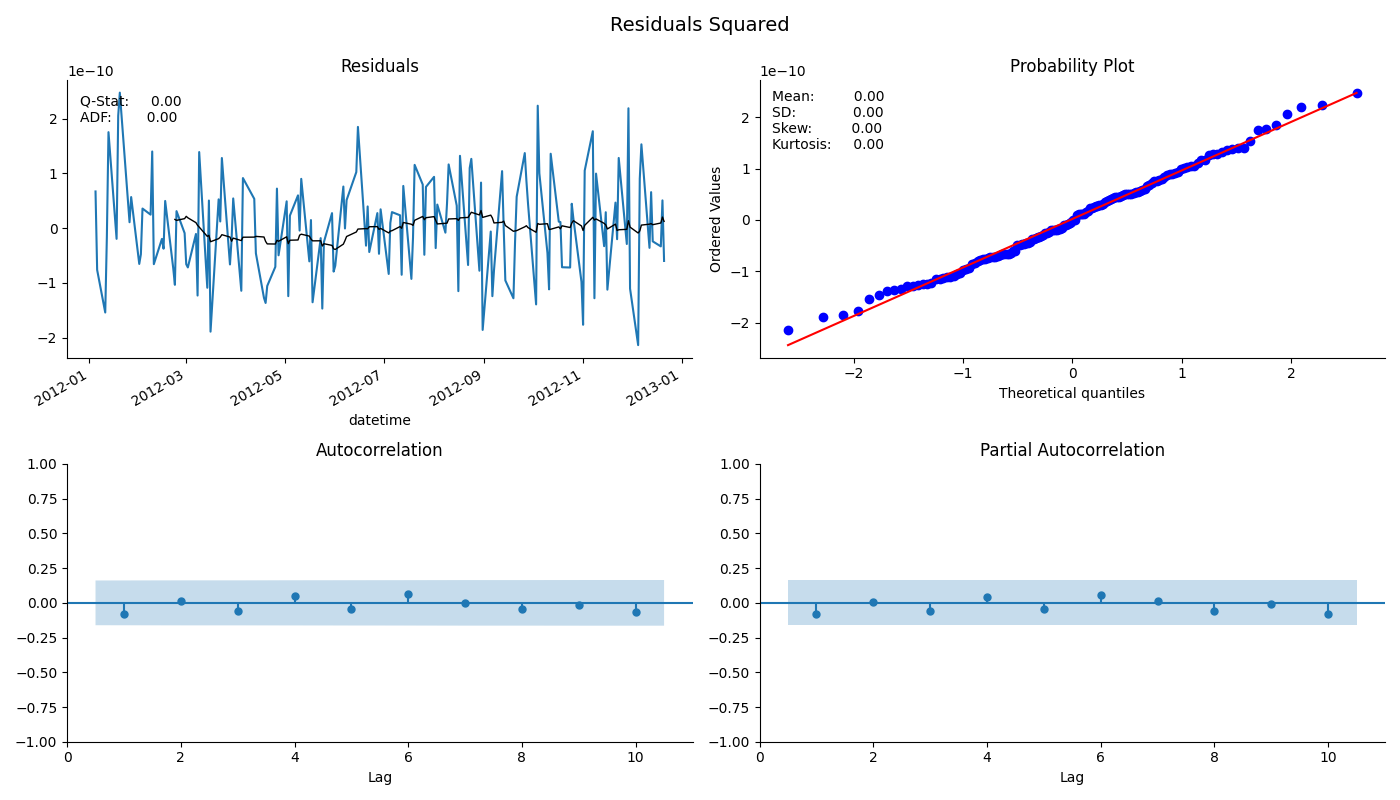 Residuals Squared
Residuals
1e−10
Q-Stat: 0.00
ADF: 0.00
2
1
0
−1
−2
2012-01
2012-03
2012-05
2012-07
2012-09
2012-11
2013-01
datetime
Probability Plot
1e−10
Mean: 0.00
SD: 0.00
Skew: 0.00
Kurtosis: 0.00
Ordered Values
2
1
0
−1
−2
−2
−1
0
1
2
Theoretical quantiles
Autocorrelation
1.00
0.75
0.50
0.25
0.00
−0.25
−0.50
−0.75
−1.00
0
2
4
6
8
10
Lag
Partial Autocorrelation
1.00
0.75
0.50
0.25
0.00
−0.25
−0.50
−0.75
−1.00
0
2
4
6
8
10
Lag